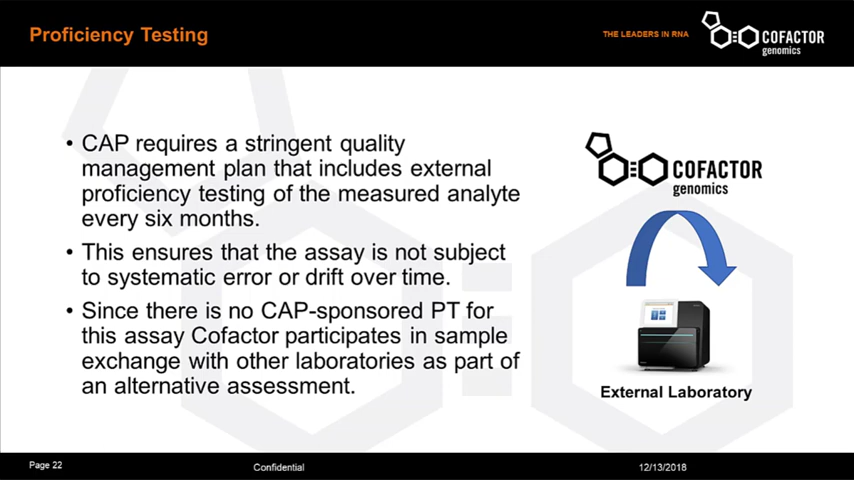 Proficiency Testing
THE LEADERS IN RNA
COFACTOR
genomics
• CAP requires a stringent quality
management plan that includes external
proficiency testing of the measured analyte
every six months.
• This ensures that the assay is not subject
to systematic error or drift over time.
• Since there is no CAP-sponsored PT for
this assay Cofactor participates in sample
exchange with other laboratories as part of
an alternative assessment.
COFACTOR
genomics
External Laboratory
Page 22
Confidential
12/13/2018